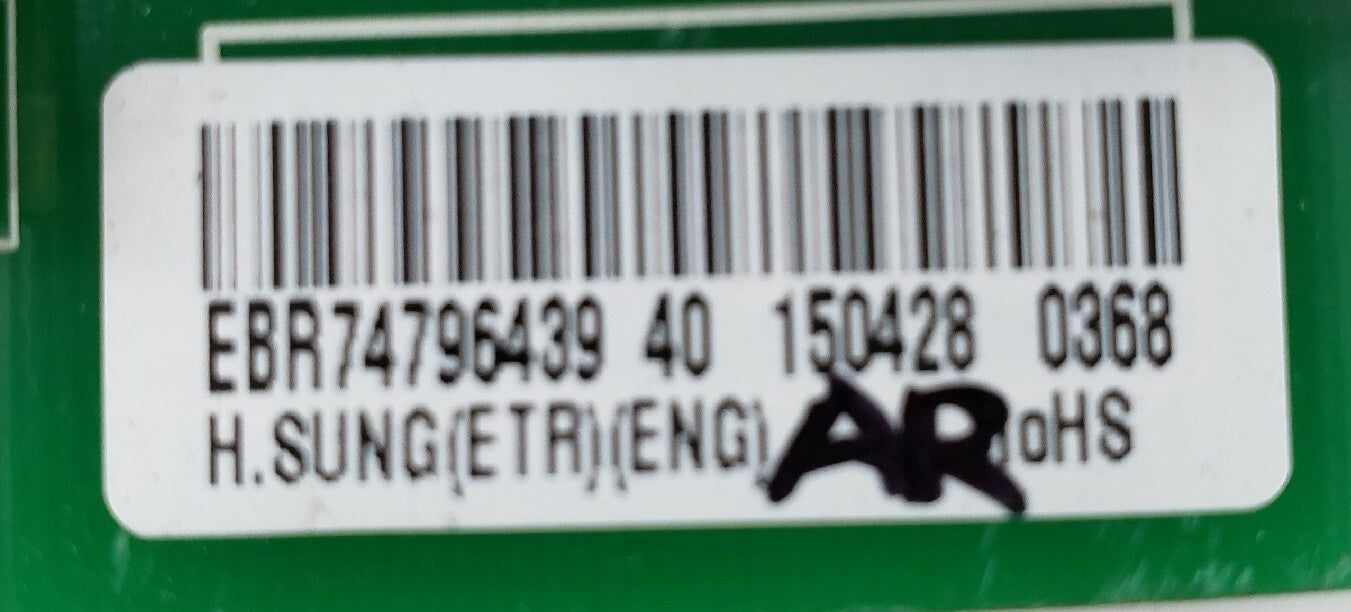 EBR74796439 40 150428 0368
H.SUNG(ETR)(ENG) AR oHS